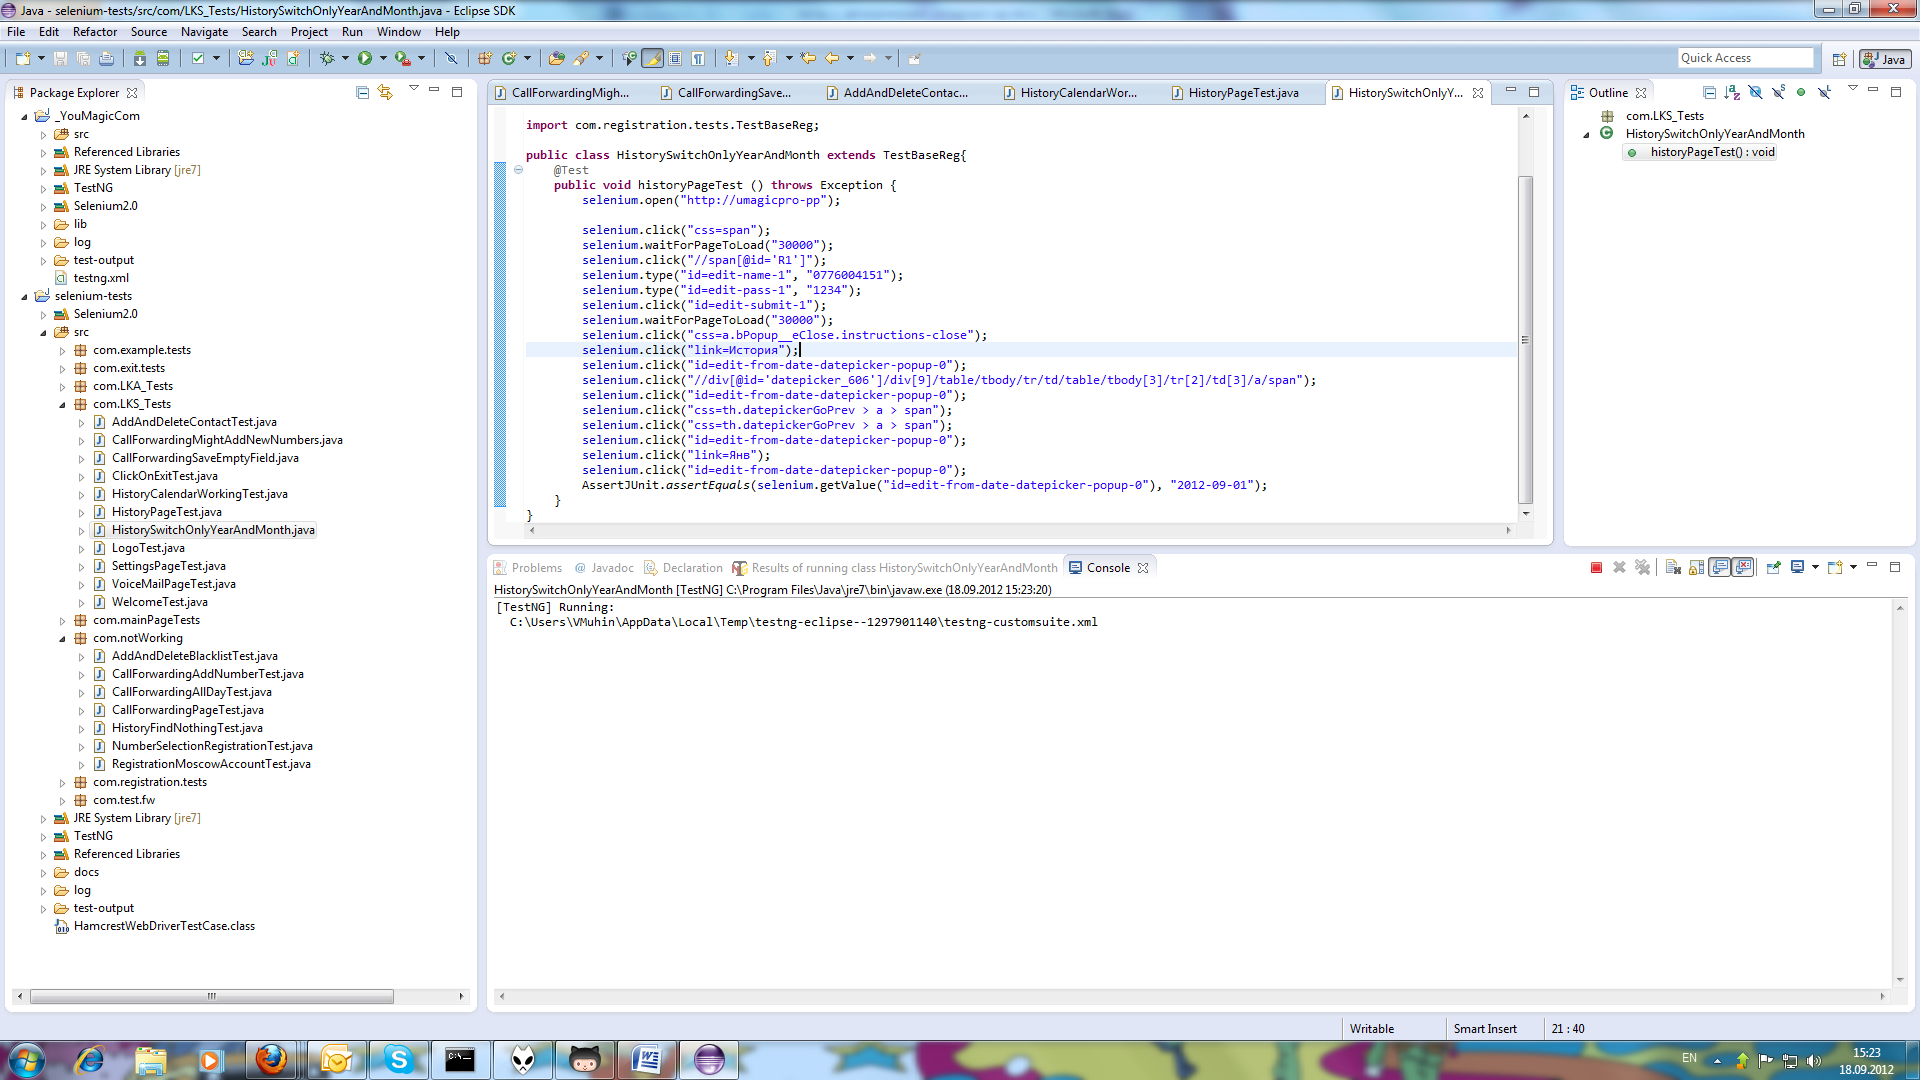 Java - selenium-tests/src/com/LKS_Tests/HistorySwitchOnlyYearAndMonth.java - Eclipse SDK
File Edit Refactor Source Navigate Search Project Run Window Help
Quick Access
Java
Package Explorer
_YouMagicCom
src
Referenced Libraries
JRE System Library [jre7]
TestNG
Selenium2.0
lib
log
test-output
testng.xml
selenium-tests
Selenium2.0
src
com.example.tests
com.exit.tests
com.LKA_Tests
com.LKS_Tests
AddAndDeleteContactTest.java
CallForwardingMightAddNewNumbers.java
CallForwardingSaveEmptyField.java
ClickOnExitTest.java
HistoryCalendarWorkingTest.java
HistoryPageTest.java
HistorySwitchOnlyYearAndMonth.java
LogoTest.java
SettingsPageTest.java
VoiceMailPageTest.java
WelcomeTest.java
com.mainPageTests
com.notWorking
AddAndDeleteBlacklistTest.java
CallForwardingAddNumberTest.java
CallForwardingAllDayTest.java
CallForwardingPageTest.java
HistoryFindNothingTest.java
NumberSelectionRegistrationTest.java
RegistrationMoscowAccountTest.java
com.registration.tests
com.test.fw
JRE System Library [jre7]
TestNG
Referenced Libraries
docs
log
test-output
HamcrestWebDriverTestCase.class
CallForwardingMigh... CallForwardingSave... AddAndDeleteContac... HistoryCalendarWor... HistoryPageTest.java HistorySwitchOnlyY...
import com.registration.tests.TestBaseReg;
public class HistorySwitchOnlyYearAndMonth extends TestBaseReg{
@Test
public void historyPageTest () throws Exception {
selenium.open("http://umagicpro-pp");
selenium.click("css=span");
selenium.waitForPageToLoad("30000");
selenium.click("//span[@id='R1']");
selenium.type("id=edit-name-1", "0776004151");
selenium.type("id=edit-pass-1", "1234");
selenium.click("id=edit-submit-1");
selenium.waitForPageToLoad("30000");
selenium.click("css=a.bPopup__eClose.instructions-close");
selenium.click("link=История");
selenium.click("id=edit-from-date-datepicker-popup-0");
selenium.click("//div[@id='datepicker_606']/div[9]/table/tbody/tr/td/table/tbody[3]/tr[2]/td[3]/a/span");
selenium.click("id=edit-from-date-datepicker-popup-0");
selenium.click("css=th.datepickerGoPrev > a > span");
selenium.click("css=th.datepickerGoPrev > a > span");
selenium.click("id=edit-from-date-datepicker-popup-0");
selenium.click("link=Янв");
selenium.click("id=edit-from-date-datepicker-popup-0");
AssertJUnit.assertEquals(selenium.getValue("id=edit-from-date-datepicker-popup-0"), "2012-09-01");
}
}
Outline
com.LKS_Tests
HistorySwitchOnlyYearAndMonth
historyPageTest() : void
Problems @ Javadoc Declaration Results of running class HistorySwitchOnlyYearAndMonth Console
HistorySwitchOnlyYearAndMonth [TestNG] C:\Program Files\Java\jre7\bin\javaw.exe (18.09.2012 15:23:20)
[TestNG] Running:
C:\Users\VMuhin\AppData\Local\Temp\testng-eclipse--1297901140\testng-customsuite.xml
Writable Smart Insert 21 : 40
EN
15:23
18.09.2012